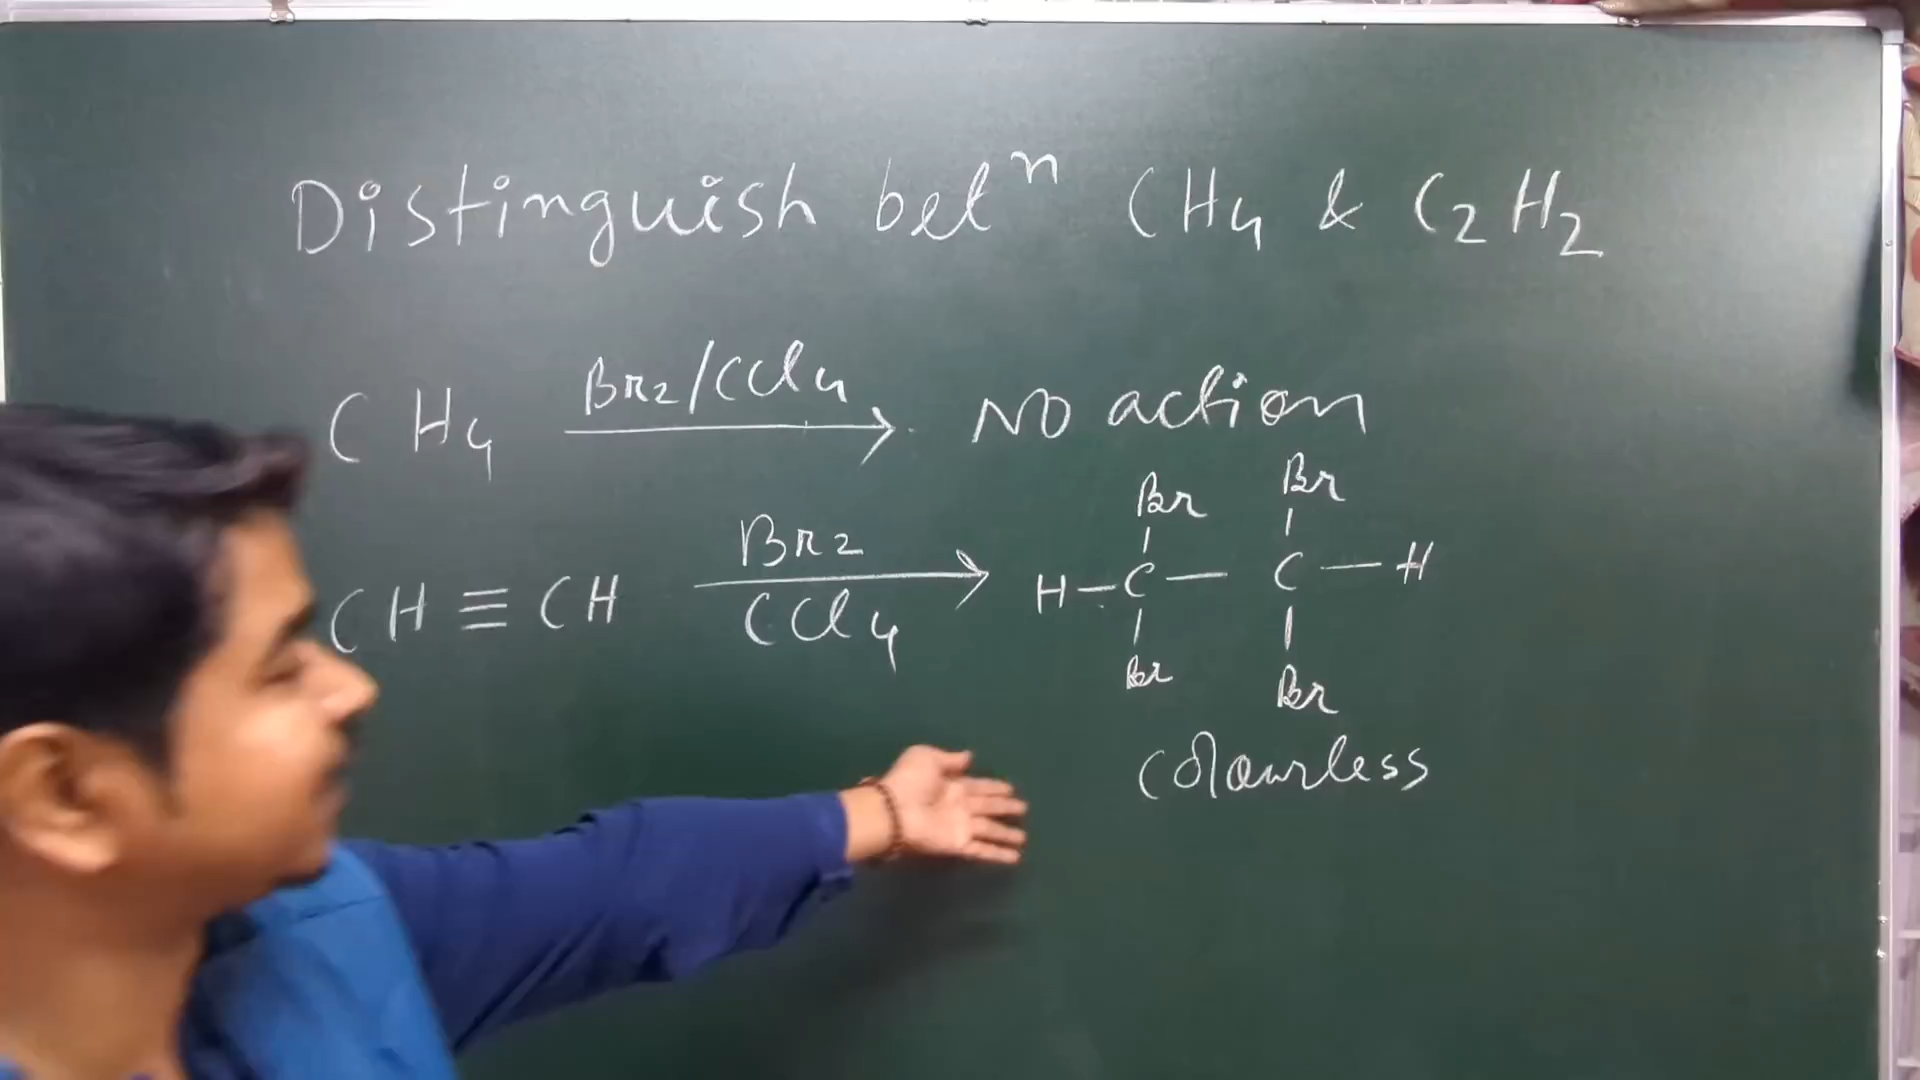 Distinguish betⁿ CH₄ & C₂H₂
CH₄ Br₂/CCl₄ → No action
CH≡CH Br₂ CCl₄ →
Br Br
H—C—C—H
Br Br
Colourless